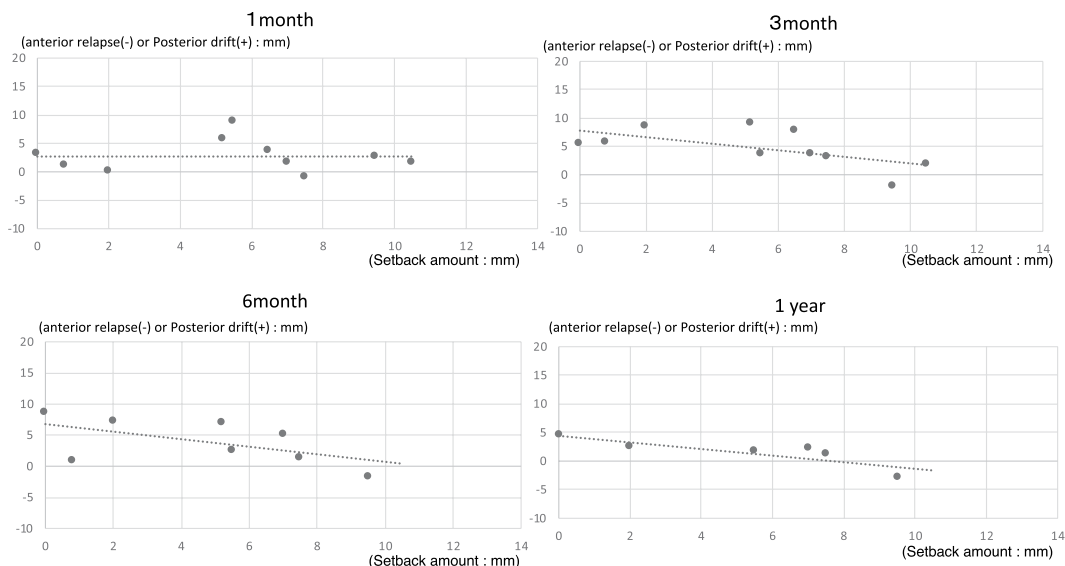 1month
(anterior relapse(-) or Posterior drift(+) : mm)
20
15
10
5
0
-5
-10
0 2 4 6 8 10 12 14
(Setback amount : mm)
3month
(anterior relapse(-) or Posterior drift(+) : mm)
20
15
10
5
0
-5
-10
0 2 4 6 8 10 12 14
(Setback amount : mm)
6month
(anterior relapse(-) or Posterior drift(+) : mm)
20
15
10
5
0
-5
-10
0 2 4 6 8 10 12 14
(Setback amount : mm)
1 year
(anterior relapse(-) or Posterior drift(+) : mm)
20
15
10
5
0
-5
-10
0 2 4 6 8 10 12 14
(Setback amount : mm)